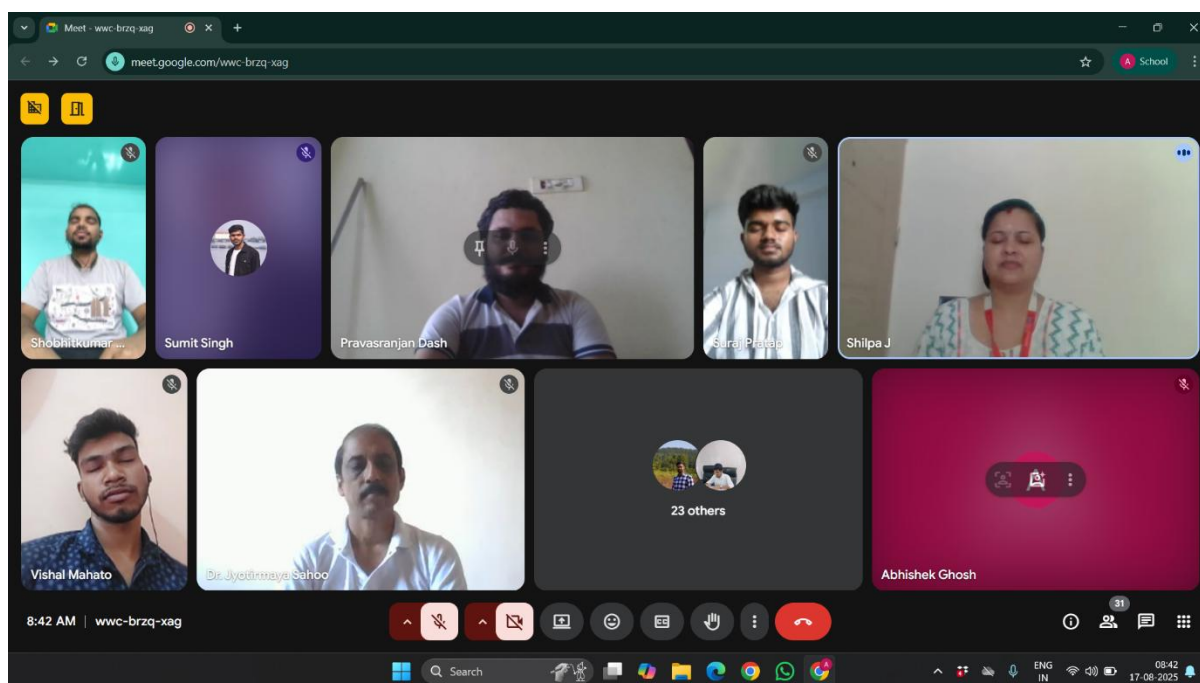 Meet - wwc-brzq-xag
meet.google.com/wwc-brzq-xag
A School
Shobhitkumar ...
Sumit Singh
Pravasranjan Dash
Suraj Pratap
Shilpa J
Vishal Mahato
Dr. Jyotirmaya Sahoo
23 others
Abhishek Ghosh
8:42 AM | wwc-brzq-xag
CC
31
Search
ENG
IN
08:42
17-08-2025